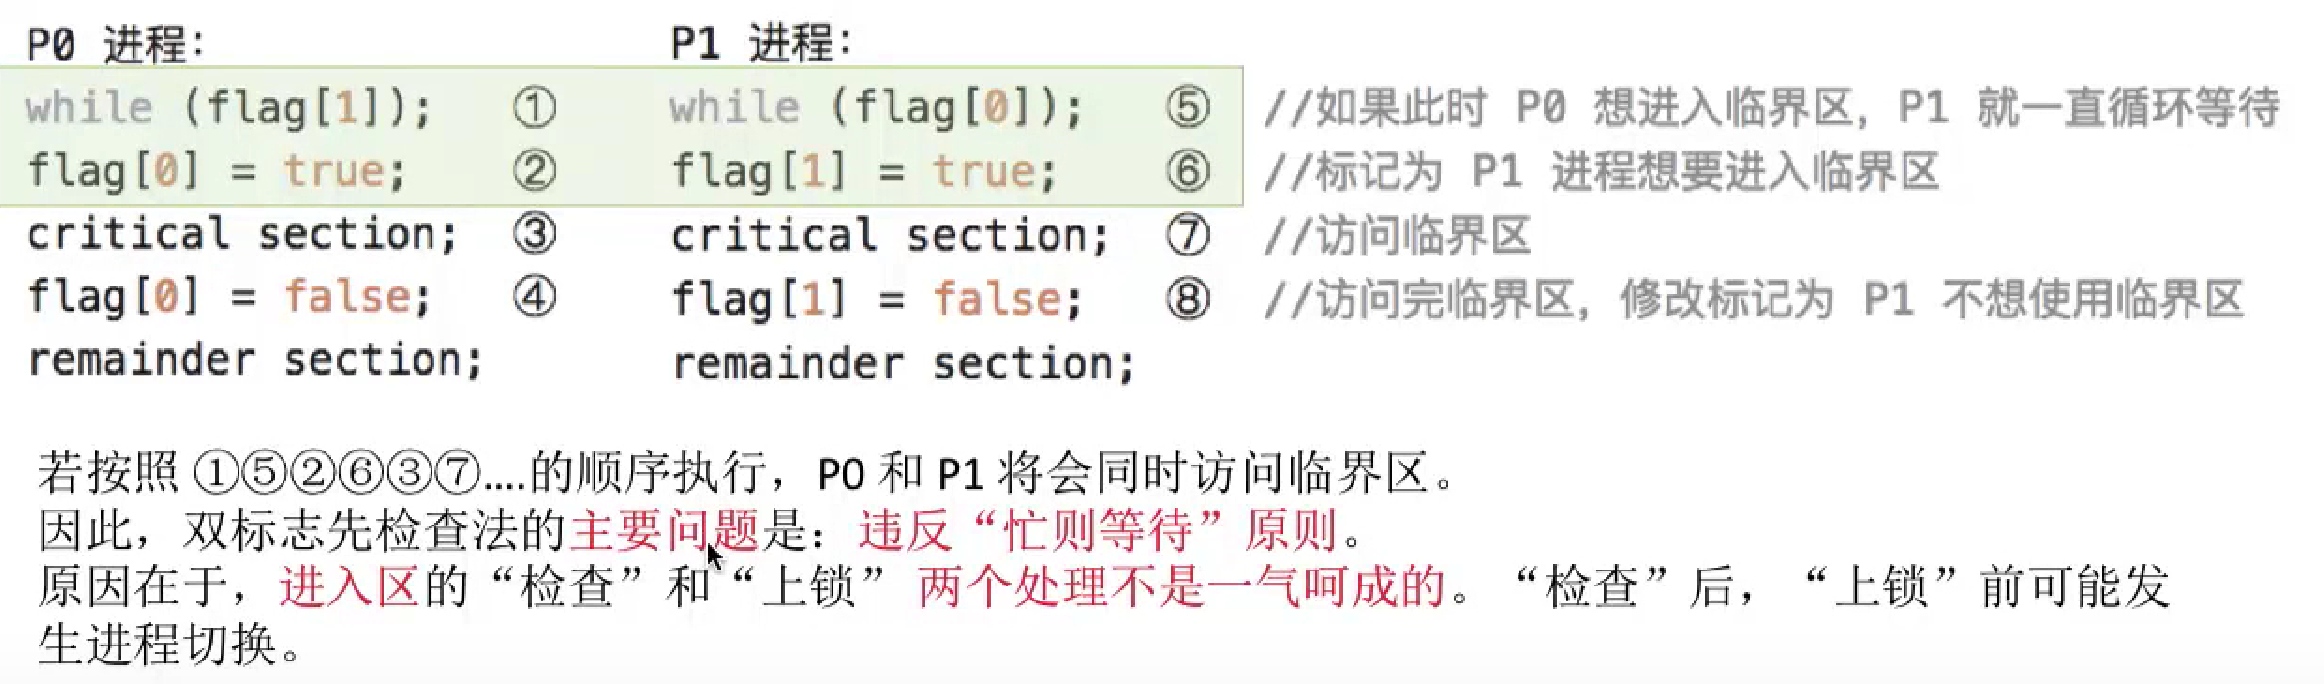 P0 进程： P1 进程：
while (flag[1]); ① while (flag[0]); ⑤ //如果此时 P0 想进入临界区，P1 就一直循环等待
flag[0] = true; ② flag[1] = true; ⑥ //标记为 P1 进程想要进入临界区
critical section; ③ critical section; ⑦ //访问临界区
flag[0] = false; ④ flag[1] = false; ⑧ //访问完临界区，修改标记为 P1 不想使用临界区
remainder section; remainder section;
若按照 ①⑤②⑥③⑦....的顺序执行，P0 和 P1 将会同时访问临界区。
因此，双标志先检查法的主要问题是：违反“忙则等待”原则。
原因在于，进入区的“检查”和“上锁” 两个处理不是一气呵成的。“检查”后，“上锁”前可能发
生进程切换。